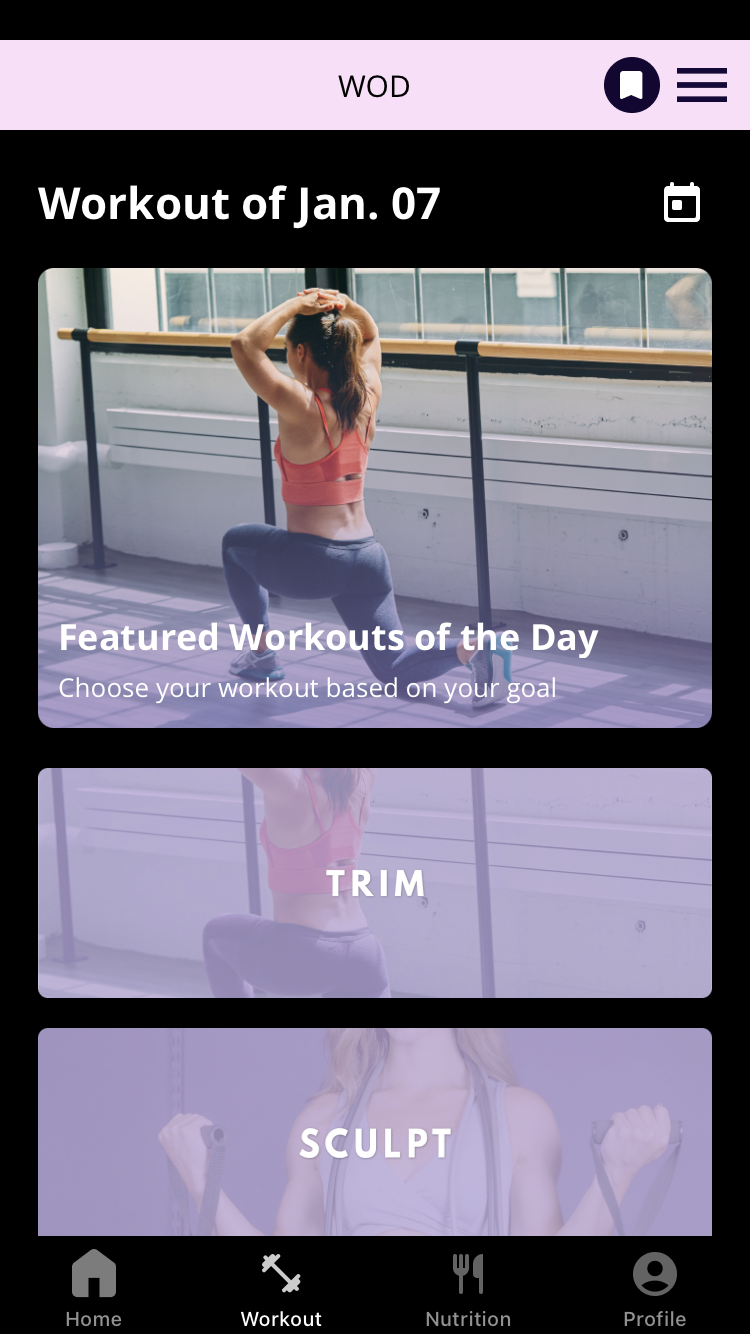 WOD
Workout of Jan. 07
Featured Workouts of the Day
Choose your workout based on your goal
TRIM
SCULPT
Home
Workout
Nutrition
Profile